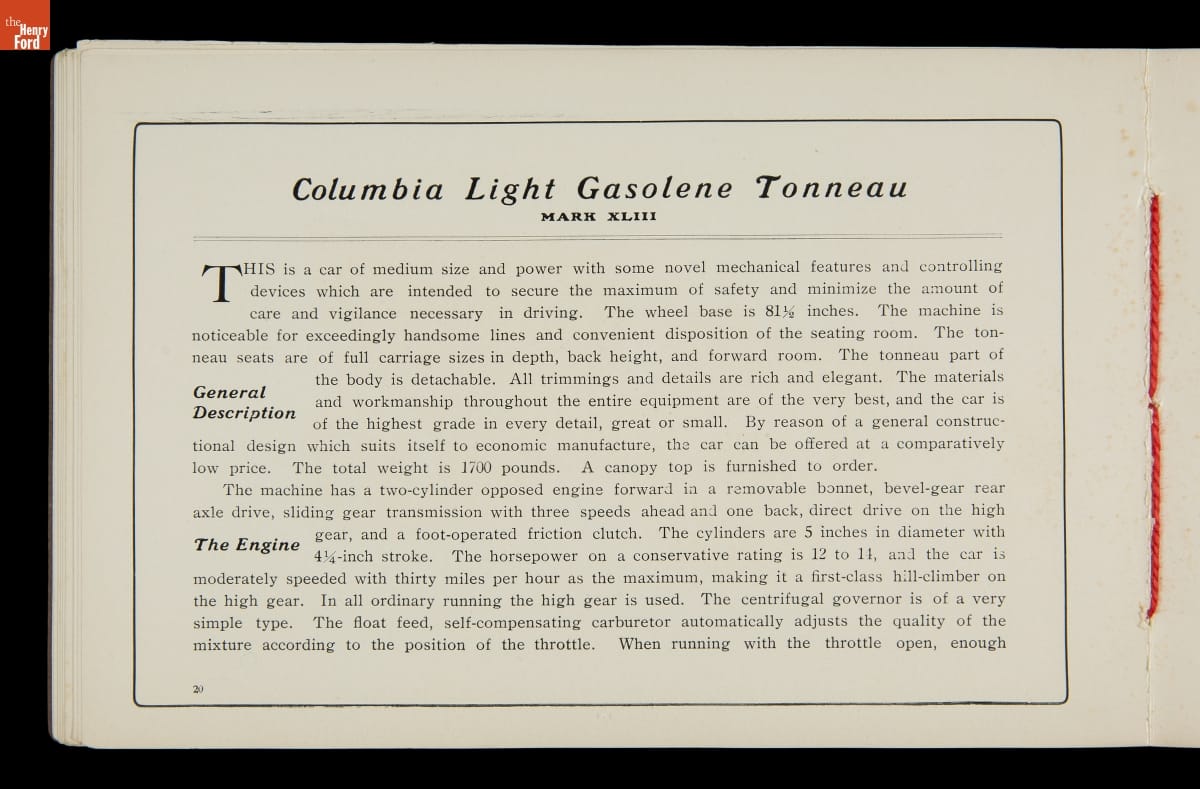 the
Henry
Ford
Columbia Light Gasolene Tonneau
MARK XLIII
THIS is a car of medium size and power with some novel mechanical features and controlling
devices which are intended to secure the maximum of safety and minimize the amount of
care and vigilance necessary in driving. The wheel base is 81½ inches. The machine is
noticeable for exceedingly handsome lines and convenient disposition of the seating room. The ton-
neau seats are of full carriage sizes in depth, back height, and forward room. The tonneau part of
the body is detachable. All trimmings and details are rich and elegant. The materials
General
Description
and workmanship throughout the entire equipment are of the very best, and the car is
of the highest grade in every detail, great or small. By reason of a general construc-
tional design which suits itself to economic manufacture, the car can be offered at a comparatively
low price. The total weight is 1700 pounds. A canopy top is furnished to order.
The machine has a two-cylinder opposed engine forward in a removable bonnet, bevel-gear rear
axle drive, sliding gear transmission with three speeds ahead and one back, direct drive on the high
The Engine
gear, and a foot-operated friction clutch. The cylinders are 5 inches in diameter with
4¼-inch stroke. The horsepower on a conservative rating is 12 to 14, and the car is
moderately speeded with thirty miles per hour as the maximum, making it a first-class hill-climber on
the high gear. In all ordinary running the high gear is used. The centrifugal governor is of a very
simple type. The float feed, self-compensating carburetor automatically adjusts the quality of the
mixture according to the position of the throttle. When running with the throttle open, enough
20